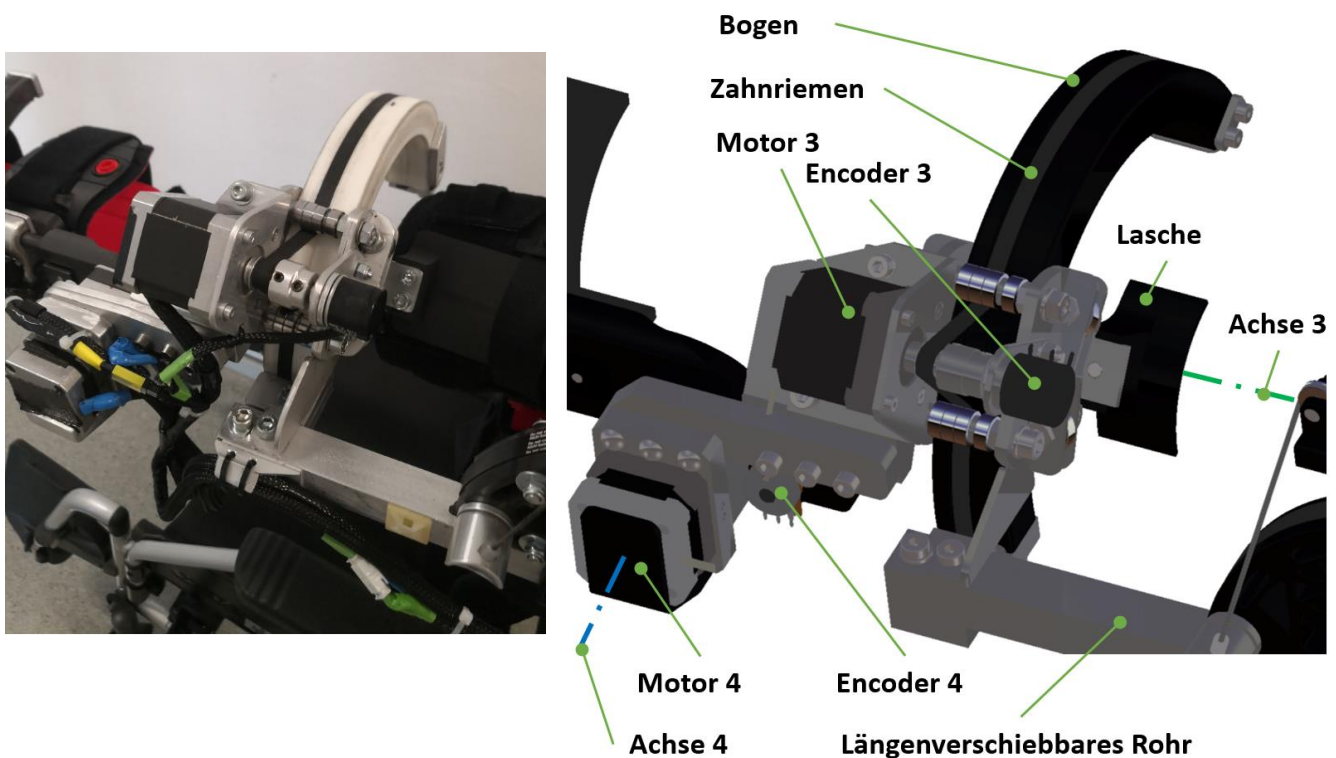 Bogen
Zahnriemen
Motor 3
Encoder 3
Lasche
Achse 3
Motor 4
Encoder 4
Achse 4
Längenverschiebbares Rohr